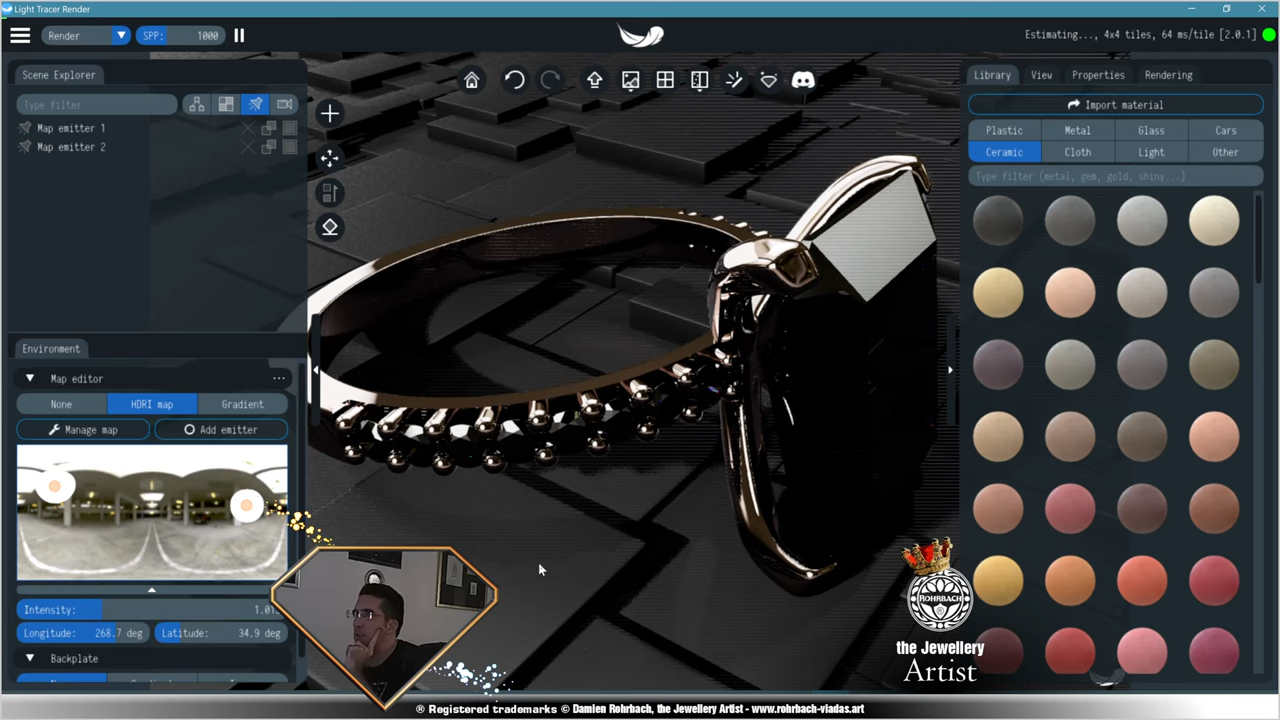 Light Tracer Render
Render
SPP: 1000
Estimating..., 4x4 tiles, 64 ms/tile [2.0.1]
Scene Explorer
Type filter
Map emitter 1
Map emitter 2
Environment
Map editor
None
HDRI map
Gradient
Manage map
Add emitter
Intensity:
Longitude: 268.7 deg
Latitude: 34.9 deg
Backplate
Library
View
Properties
Rendering
Import material
Plastic
Metal
Glass
Cars
Ceramic
Cloth
Light
Other
Type filter (metal, gem, gold, shiny...)
ROHRBACH
the Jewellery
Artist
® Registered trademarks © Damien Rohrbach, the Jewellery Artist - www.rohrbach-vladas.art